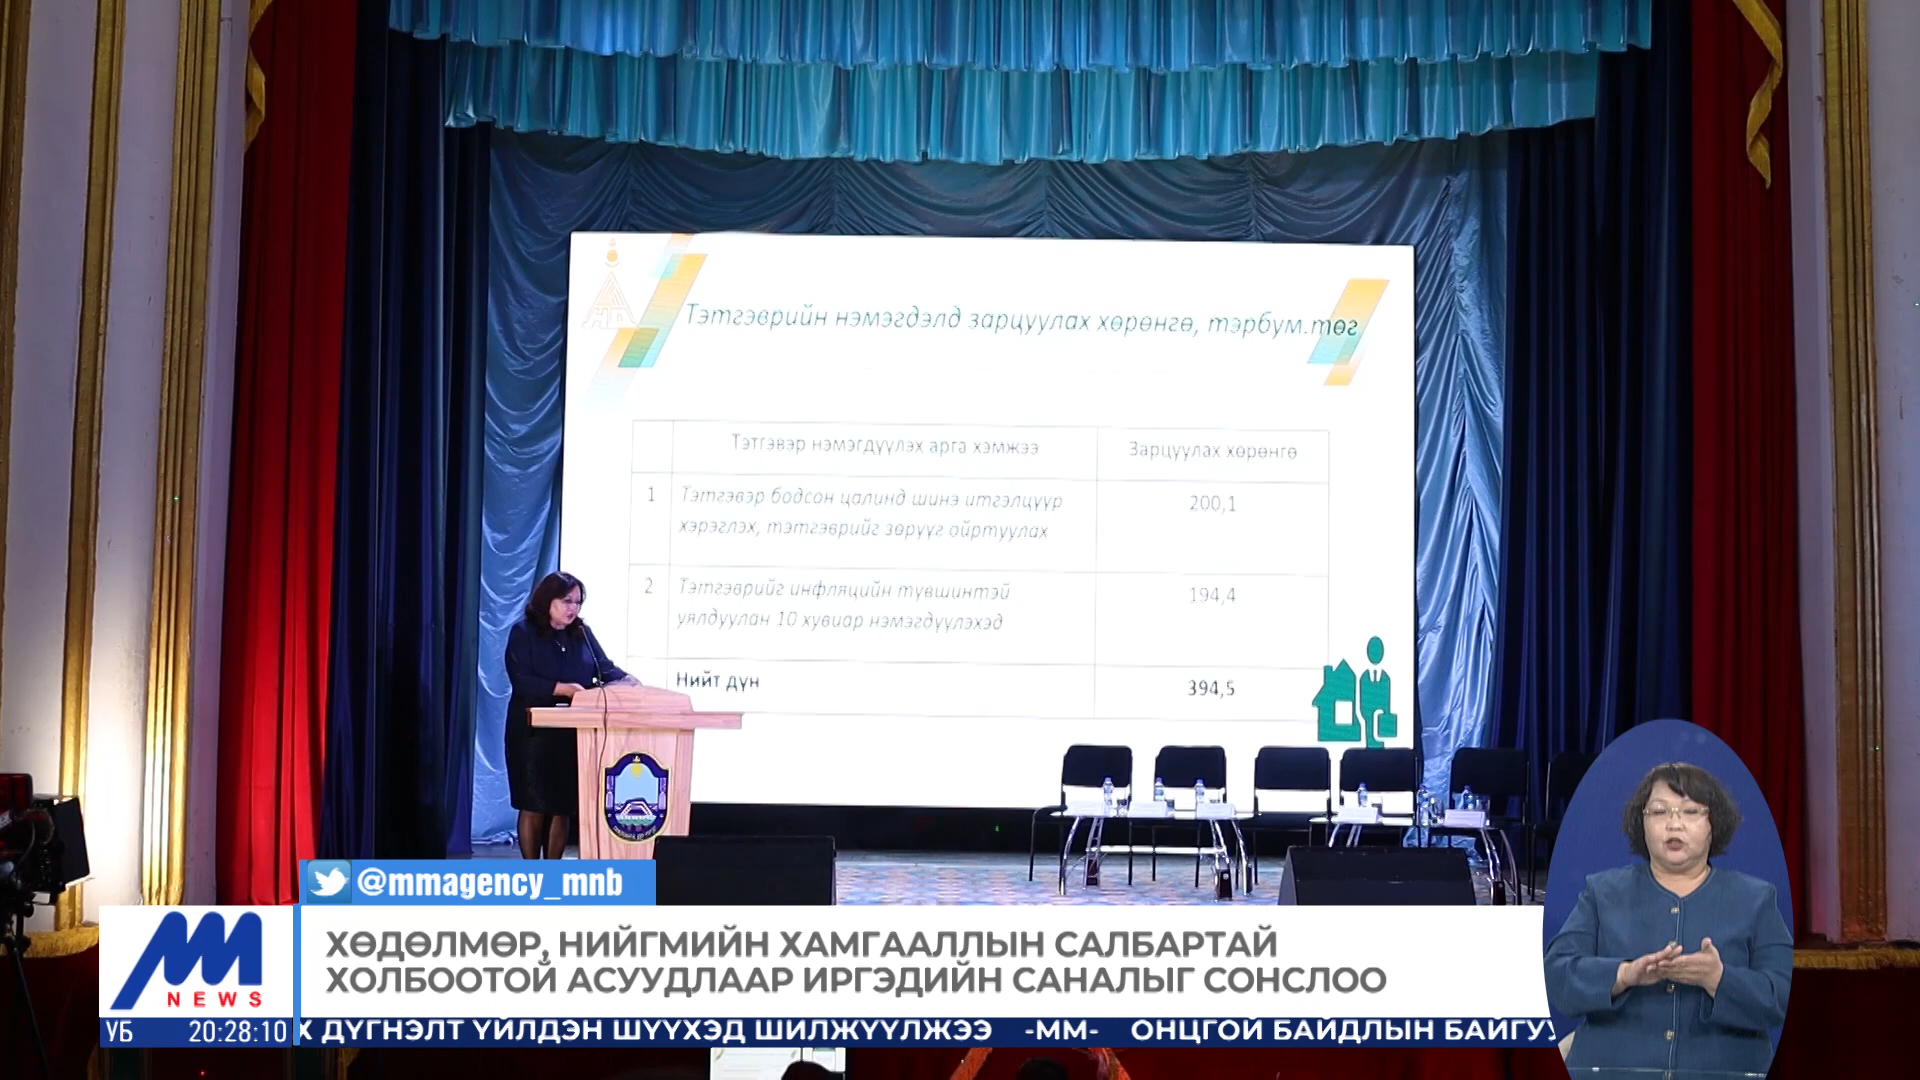 Тэтгэврийн нэмэгдэлд зарцуулах хөрөнгө, тэрбум.төг
Тэтгэвэр нэмэгдүүлэх арга хэмжээ
Зарцуулах хөрөнгө
1
Тэтгэвэр бодсон цалинд шинэ итгэлцүүр
хэрэглэх, тэтгэврийг зөрүүг ойртуулах
200,1
2
Тэтгэврийг инфляцийн түвшинтэй
уялдуулан 10 хувиар нэмэгдүүлэхэд
194,4
Нийт дүн
394,5
@mmagency_mnb
ММ
NEWS
ХӨДӨЛМӨР, НИЙГМИЙН ХАМГААЛЛЫН САЛБАРТАЙ
ХОЛБООТОЙ АСУУДЛААР ИРГЭДИЙН САНАЛЫГ СОНСЛОО
УБ 20:28:10
Х ДҮГНЭЛТ ҮЙЛДЭН ШҮҮХЭД ШИЛЖҮҮЛЖЭЭ -ММ- ОНЦГОЙ БАЙДЛЫН БАЙГУУ